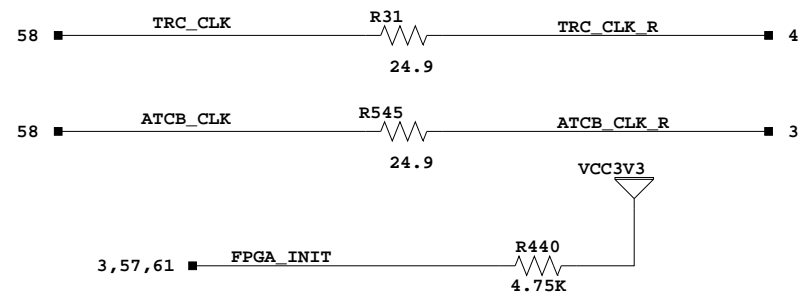 R31
58 TRC_CLK TRC_CLK_R 4
24.9
R545
58 ATCB_CLK ATCB_CLK_R 3
24.9
VCC3V3
R440
3,57,61 FPGA_INIT
4.75K